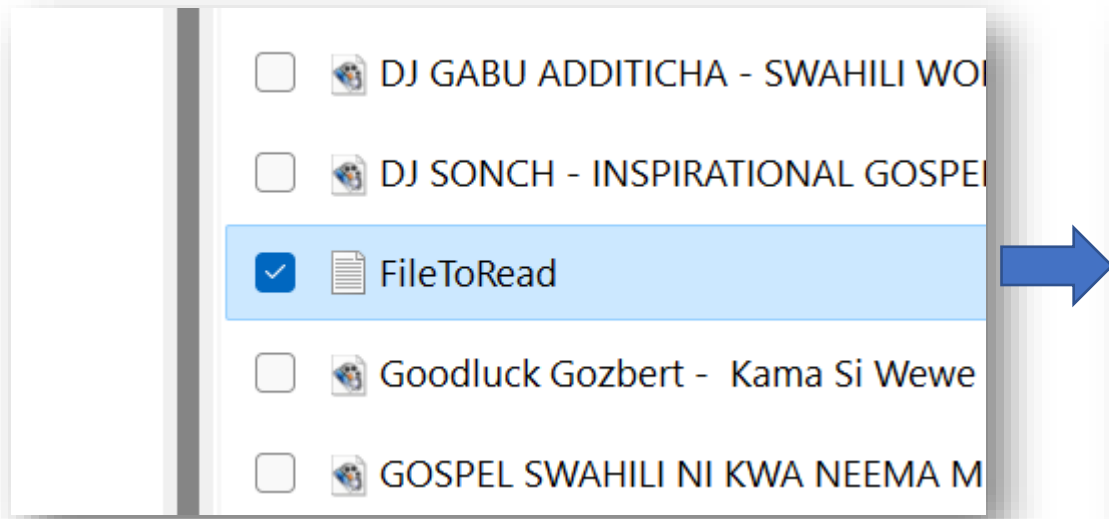 DJ GABU ADDITICHA - SWAHILI WO
DJ SONCH - INSPIRATIONAL GOSPEL
FileToRead
Goodluck Gozbert -  Kama Si Wewe
GOSPEL SWAHILI NI KWA NEEMA M